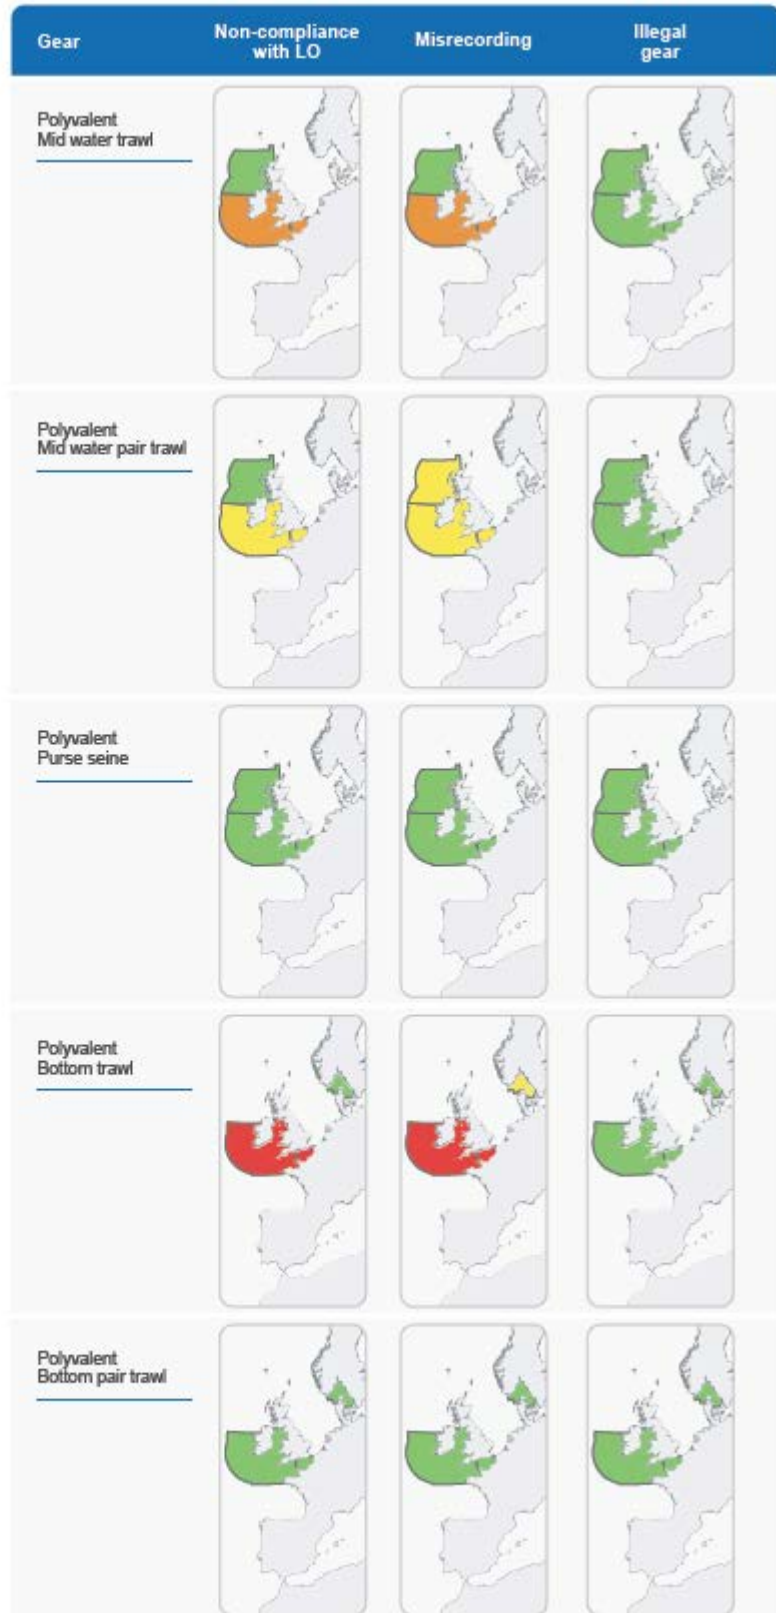 Gear
Non-compliance
with LO
Misrecording
Illegal
gear
Polyvalent
Mid water trawl
Polyvalent
Mid water pair trawl
Polyvalent
Purse seine
Polyvalent
Bottom trawl
Polyvalent
Bottom pair trawl